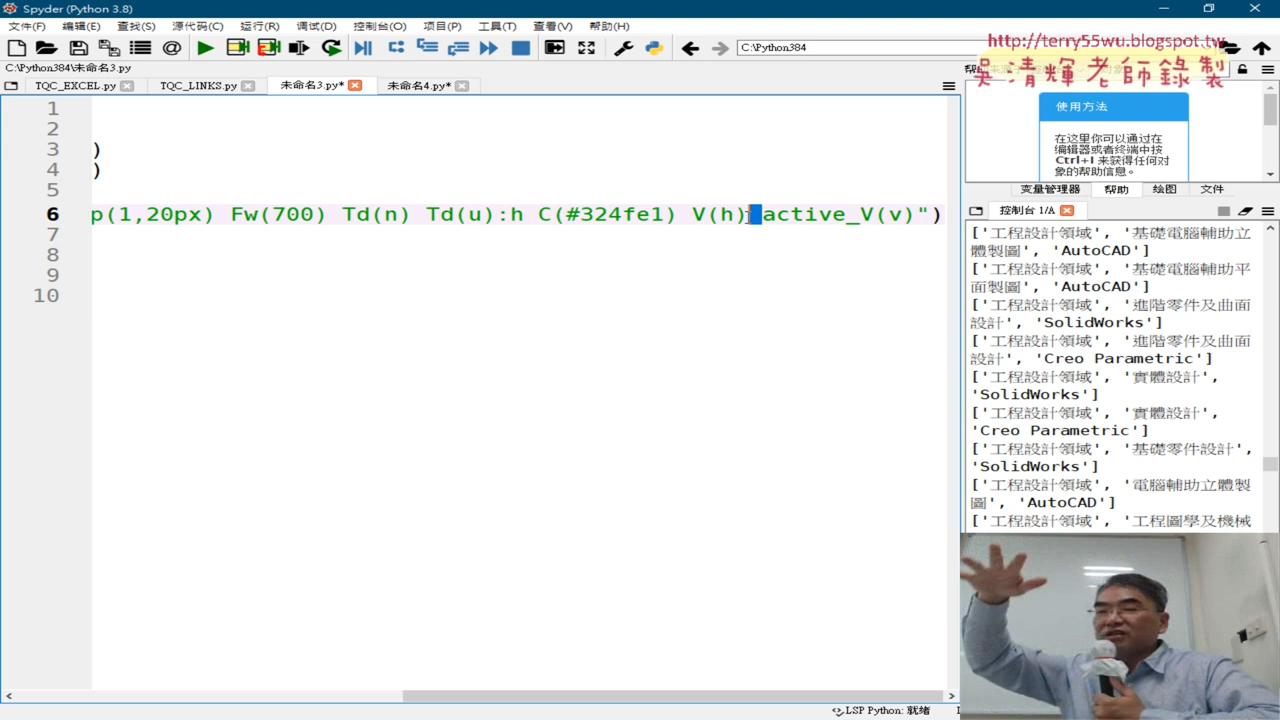 Spyder (Python 3.8)
文件(F) 编辑(E) 查找(S) 源代码(C) 运行(R) 调试(D) 控制台(O) 项目(P) 工具(T) 查看(V) 帮助(H)
C:\Python384
http://terry55wu.blogspot.tw
C:\Python384\未命名3.py
吳清輝老師錄製
TQC_EXCEL.py TQC_LINKS.py 未命名3.py* 未命名4.py*
使用方法
在这里你可以通过在
编辑器或者终端中按
Ctrl+I 来获得任何对
象的帮助信息。
变量管理器 帮助 绘图 文件
控制台 1/A
1
2
3 )
4 )
5
6 p(1,20px) Fw(700) Td(n) Td(u):h C(#324fe1) V(h) active_V(v)")
7
8
9
10
['工程設計領域', '基礎電腦輔助立
體製圖', 'AutoCAD']
['工程設計領域', '基礎電腦輔助平
面製圖', 'AutoCAD']
['工程設計領域', '進階零件及曲面
設計', 'SolidWorks']
['工程設計領域', '進階零件及曲面
設計', 'Creo Parametric']
['工程設計領域', '實體設計',
'SolidWorks']
['工程設計領域', '實體設計',
'Creo Parametric']
['工程設計領域', '基礎零件設計',
'SolidWorks']
['工程設計領域', '電腦輔助立體製
圖', 'AutoCAD']
['工程設計領域', '工程圖學及機械
LSP Python: 就绪